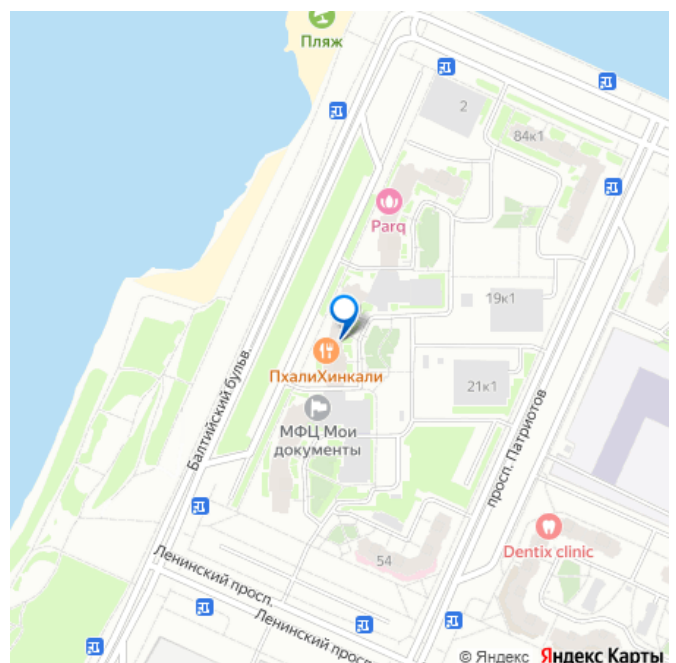 Пляж
2
84к1
Parq
19к1
ПхалиХинкали
21к1
МФЦ Мои
документы
Балтийский бульв.
просп. Патриотов
Dentix clinic
54
Ленинский просп.
Ленинский просп
© Яндекс Яндекс Карты